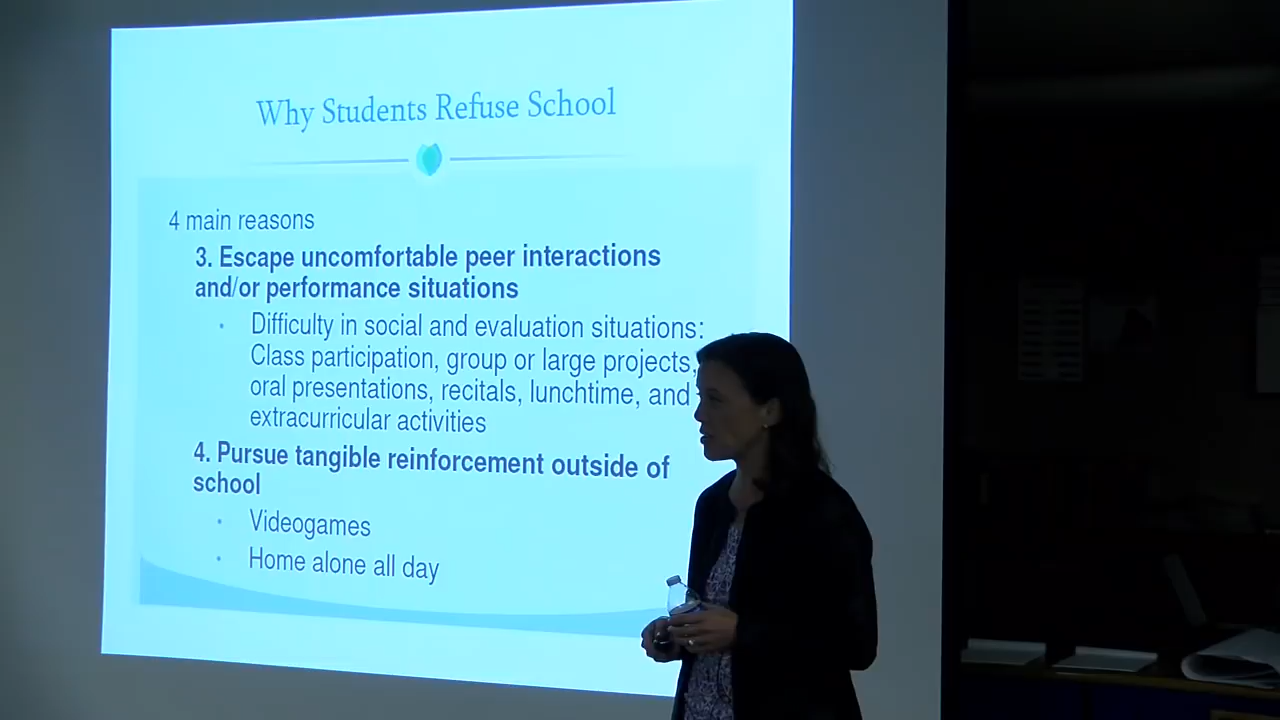 Why Students Refuse School
4 main reasons
3. Escape uncomfortable peer interactions
and/or performance situations
· Difficulty in social and evaluation situations:
Class participation, group or large projects,
oral presentations, recitals, lunchtime, and
extracurricular activities
4. Pursue tangible reinforcement outside of
school
· Videogames
· Home alone all day